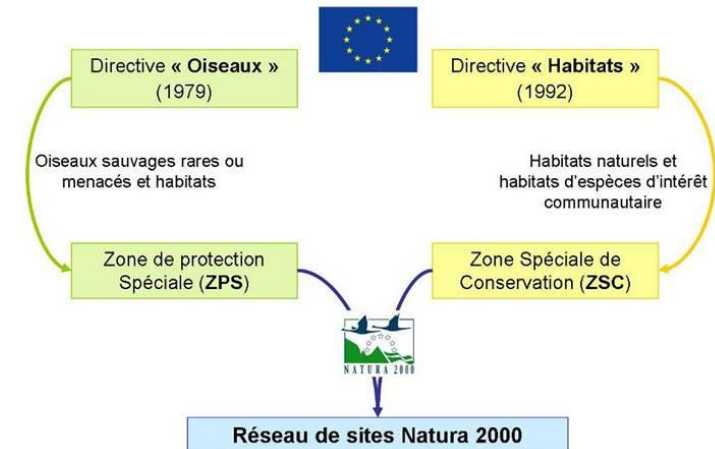 Directive « Oiseaux »
(1979)
Directive « Habitats »
(1992)
Oiseaux sauvages rares ou
menacés et habitats
Habitats naturels et
habitats d'espèces d'intérêt
communautaire
Zone de protection
Spéciale (ZPS)
Zone Spéciale de
Conservation (ZSC)
NATURA 2000
Réseau de sites Natura 2000